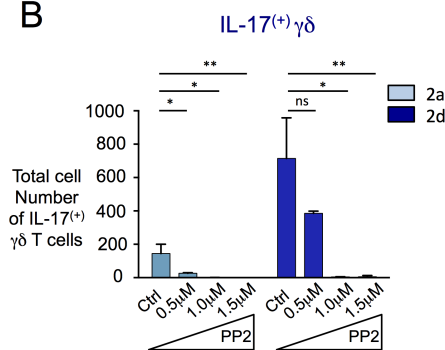 B
IL-17(+) γδ
** **
* *
* ns
2a
2d
1000
800
600
400
200
0
Total cell
Number
of IL-17(+)
γδ T cells
Ctrl 0.5μM 1.0μM 1.5μM Ctrl 0.5μM 1.0μM 1.5μM
PP2 PP2